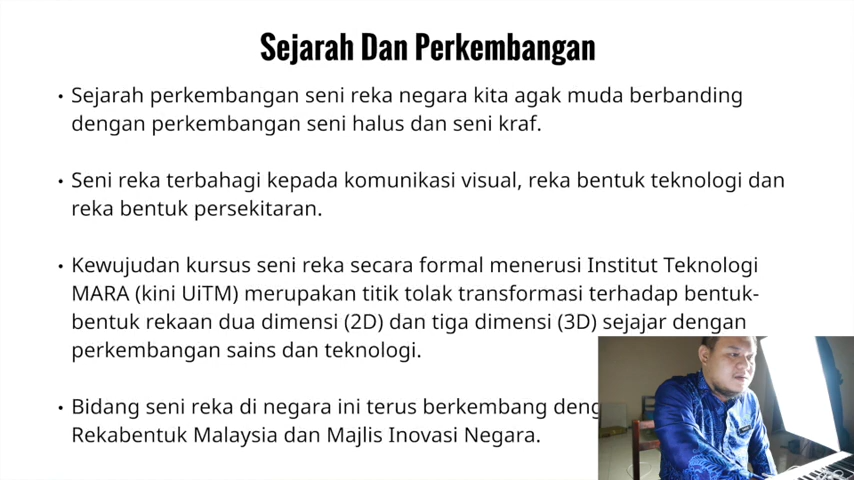 Sejarah Dan Perkembangan
• Sejarah perkembangan seni reka negara kita agak muda berbanding
dengan perkembangan seni halus dan seni kraf.
• Seni reka terbahagi kepada komunikasi visual, reka bentuk teknologi dan
reka bentuk persekitaran.
• Kewujudan kursus seni reka secara formal menerusi Institut Teknologi
MARA (kini UiTM) merupakan titik tolak transformasi terhadap bentuk-
bentuk rekaan dua dimensi (2D) dan tiga dimensi (3D) sejajar dengan
perkembangan sains dan teknologi.
• Bidang seni reka di negara ini terus berkembang
Rekabentuk Malaysia dan Majlis Inovasi Negara.